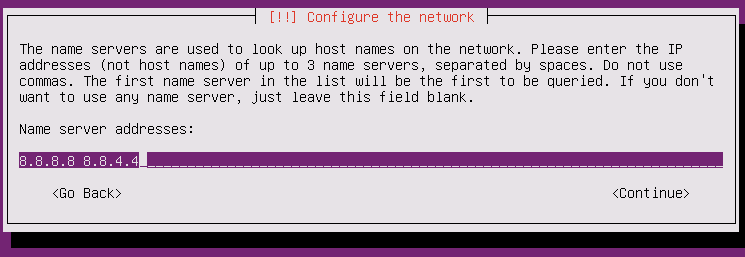 [!!] Configure the network
The name servers are used to look up host names on the network. Please enter the IP
addresses (not host names) of up to 3 name servers, separated by spaces. Do not use
commas. The first name server in the list will be the first to be queried. If you don't
want to use any name server, just leave this field blank.
Name server addresses:
8.8.8.8 8.8.4.4
<Go Back> <Continue>